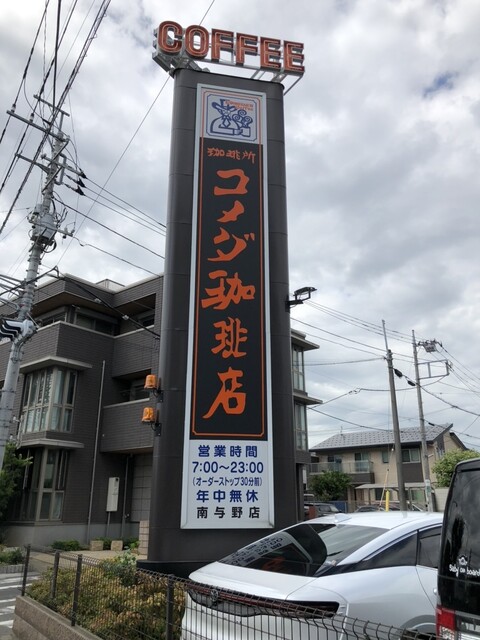 COFFEE
珈琲所
コメダ珈琲店
営業時間
7:00〜23:00
(オーダーストップ30分前)
年中無休
南与野店